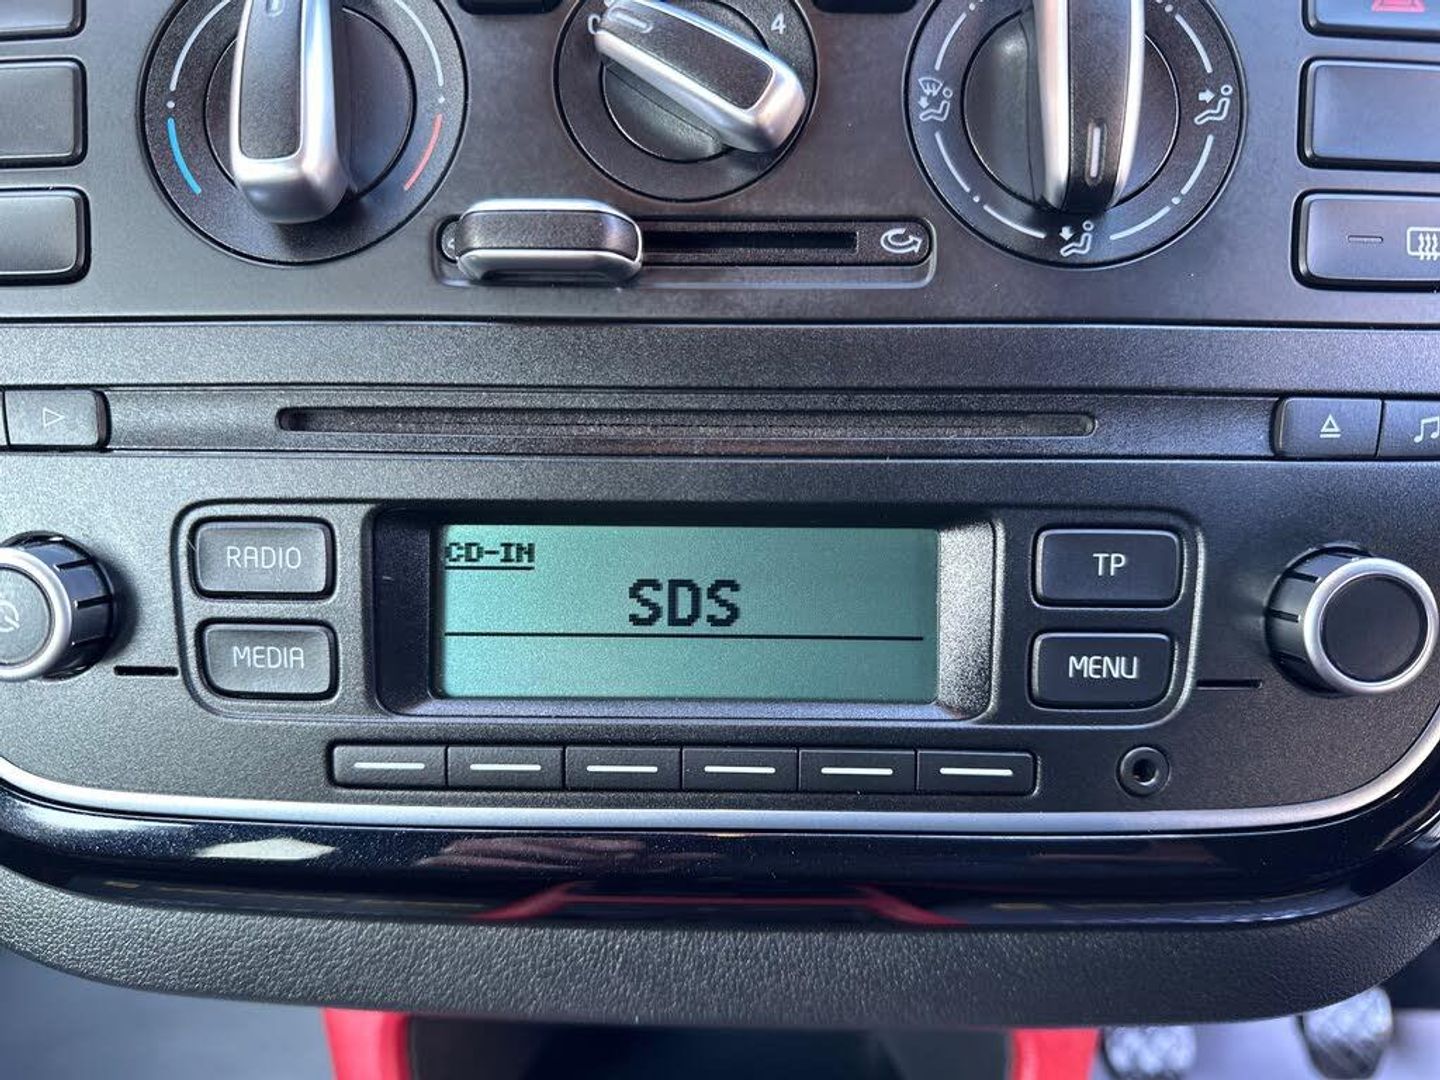 4
RADIO
CD-IN
TP
SDS
MEDIA
MENU